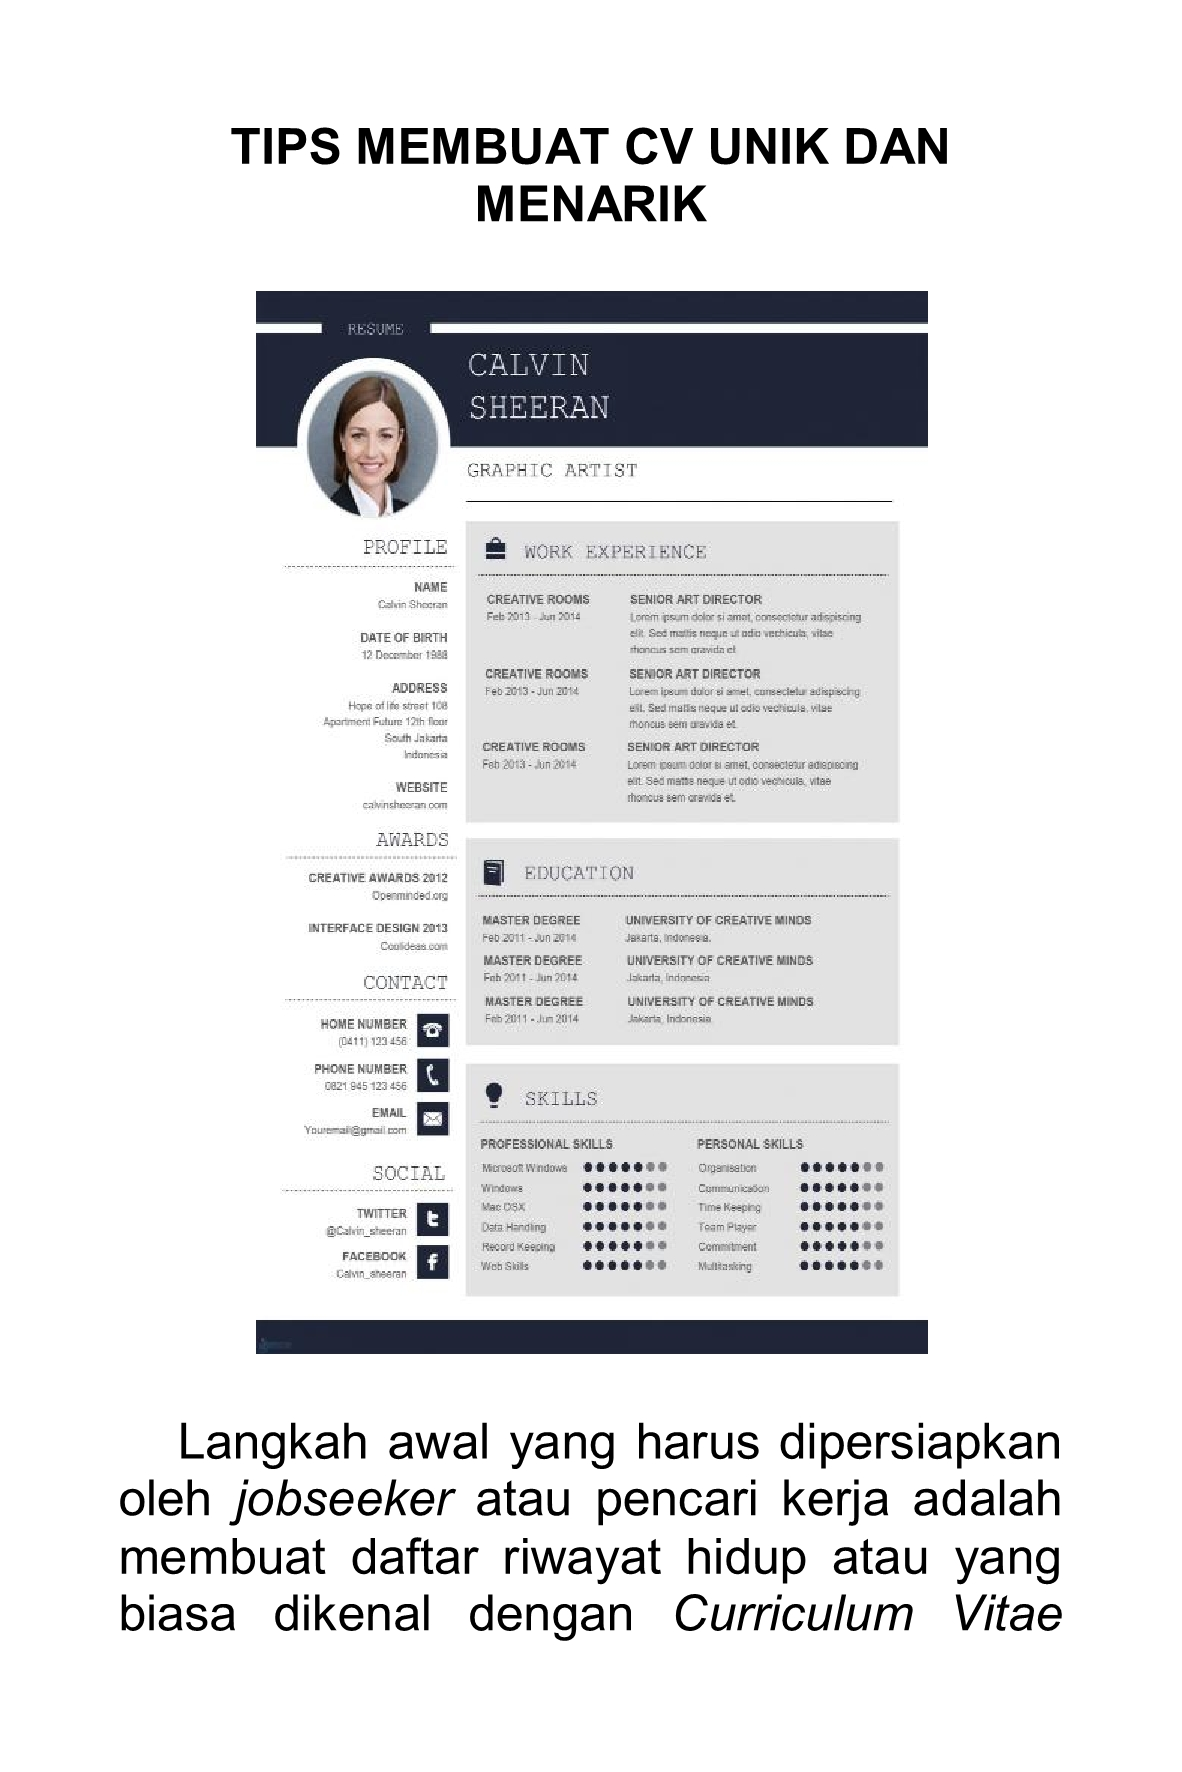 TIPS MEMBUAT CV UNIK DAN
MENARIK
RESUME
CALVIN
SHEERAN
GRAPHIC ARTIST
PROFILE
NAME
Calvin Sheeran
DATE OF BIRTH
12 December 1988
ADDRESS
Hope of life street 108
Apartment Future 12th floor
South Jakarta
Indonesia
WEBSITE
calvinsheeran.com
AWARDS
CREATIVE AWARDS 2012
Openminded.org
INTERFACE DESIGN 2013
Coolideas.com
CONTACT
HOME NUMBER
(0411) 123 456
PHONE NUMBER
0821 945 123 456
EMAIL
Youremail@gmail.com
SOCIAL
TWITTER
@Calvin_sheeran
FACEBOOK
Calvin_sheeran
WORK EXPERIENCE
CREATIVE ROOMS SENIOR ART DIRECTOR
Feb 2013 - Jun 2014 Lorem ipsum dolor si amet, consectetur adispiscing
elit. Sed mattis neque ut odio vechicula, vitae
rhoncus sem gravida et.
CREATIVE ROOMS SENIOR ART DIRECTOR
Feb 2013 - Jun 2014 Lorem ipsum dolor si amet, consectetur adispiscing
elit. Sed mattis neque ut odio vechicula, vitae
rhoncus sem gravida et.
CREATIVE ROOMS SENIOR ART DIRECTOR
Feb 2013 - Jun 2014 Lorem ipsum dolor si amet, consectetur adispiscing
elit. Sed mattis neque ut odio vechicula, vitae
rhoncus sem gravida et.
EDUCATION
MASTER DEGREE UNIVERSITY OF CREATIVE MINDS
Feb 2011 - Jun 2014 Jakarta, Indonesia.
MASTER DEGREE UNIVERSITY OF CREATIVE MINDS
Feb 2011 - Jun 2014 Jakarta, Indonesia.
MASTER DEGREE UNIVERSITY OF CREATIVE MINDS
Feb 2011 - Jun 2014 Jakarta, Indonesia.
SKILLS
PROFESSIONAL SKILLS PERSONAL SKILLS
Microsoft Windows Organisation
Windows Communication
Mac OSX Time Keeping
Data Handling Team Player
Record Keeping Commitment
Web Skills Multitasking
Langkah awal yang harus dipersiapkan
oleh jobseeker atau pencari kerja adalah
membuat daftar riwayat hidup atau yang
biasa dikenal dengan Curriculum Vitae